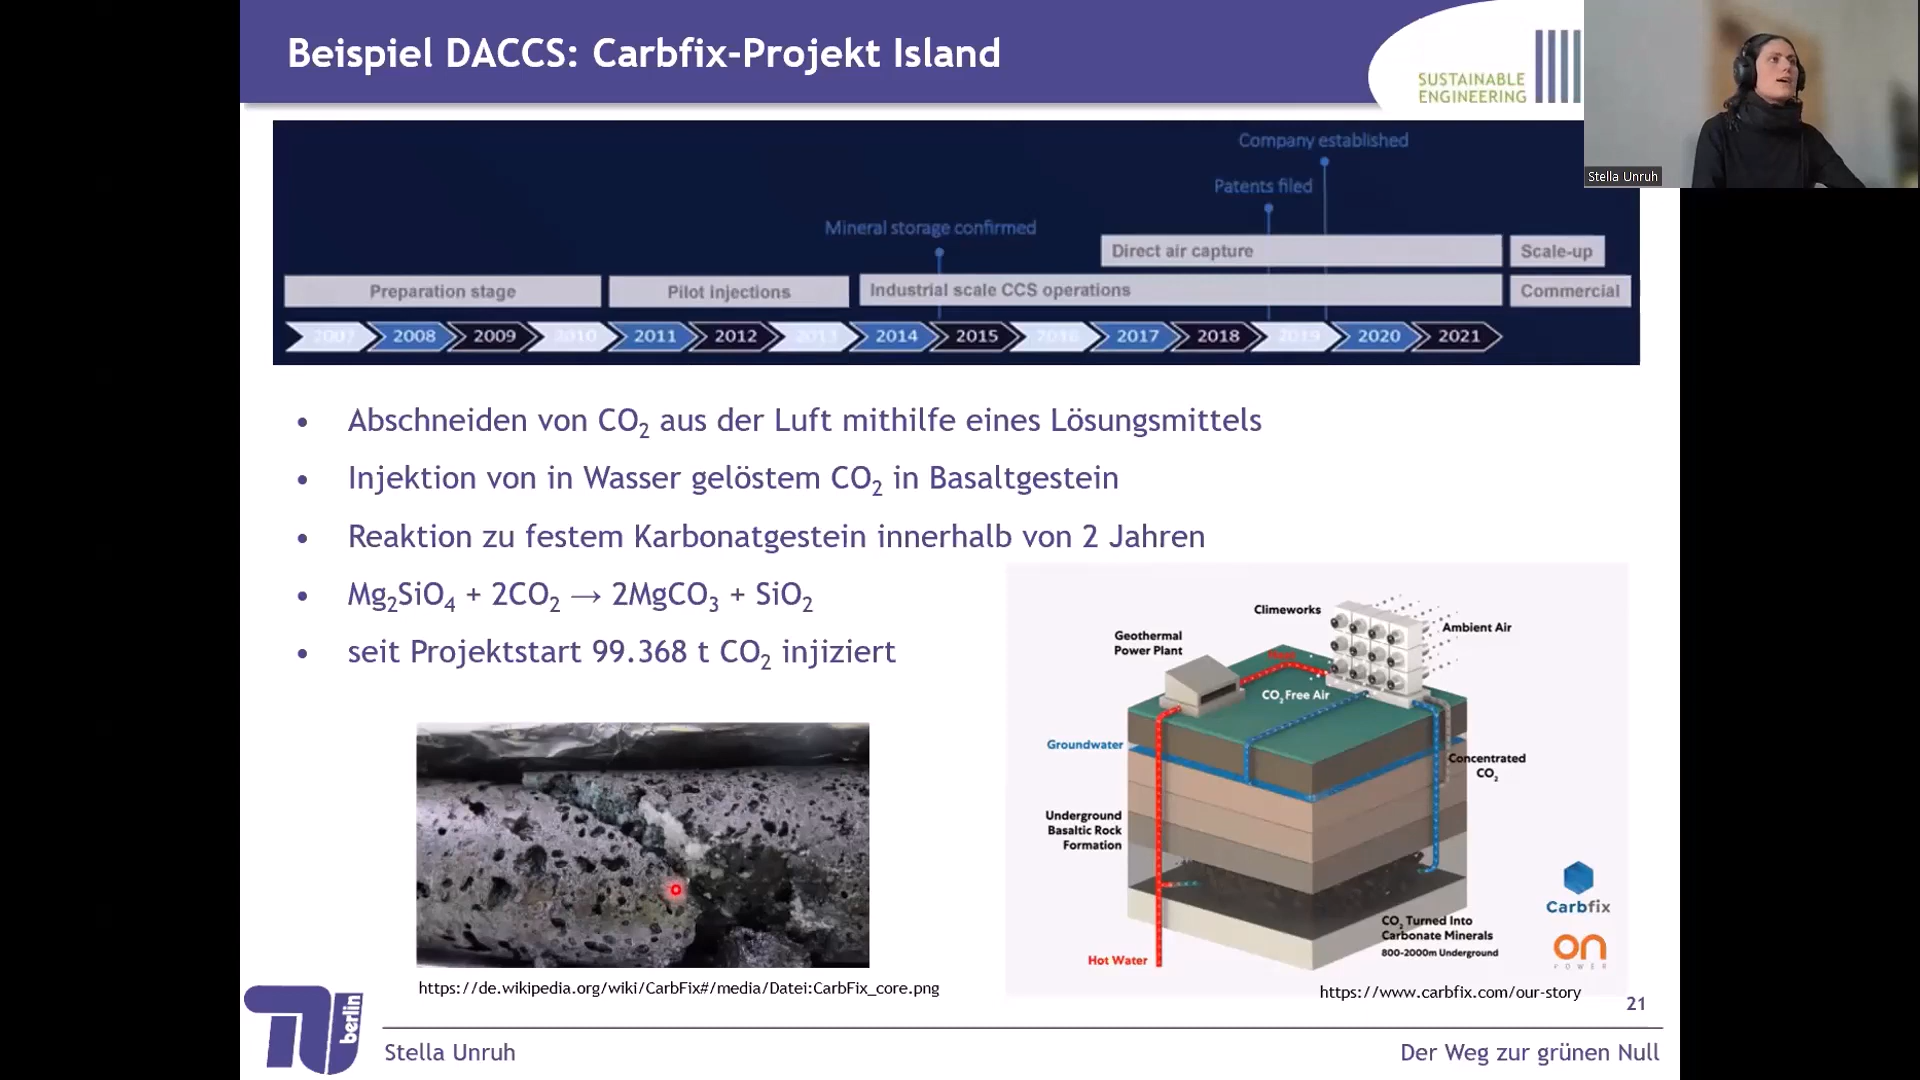 Beispiel DACCS: Carbfix-Projekt Island
SUSTAINABLE
ENGINEERING
Stella Unruh
Company established
Patents filed
Mineral storage confirmed
Direct air capture
Scale-up
Preparation stage
Pilot injections
Industrial scale CCS operations
Commercial
2007 2008 2009 2010 2011 2012 2013 2014 2015 2016 2017 2018 2019 2020 2021
• Abschneiden von CO₂ aus der Luft mithilfe eines Lösungsmittels
• Injektion von in Wasser gelöstem CO₂ in Basaltgestein
• Reaktion zu festem Karbonatgestein innerhalb von 2 Jahren
• Mg₂SiO₄ + 2CO₂ → 2MgCO₃ + SiO₂
• seit Projektstart 99.368 t CO₂ injiziert
Climeworks
Ambient Air
Geothermal
Power Plant
CO₂ Free Air
Groundwater
Concentrated
CO₂
Underground
Basaltic Rock
Formation
Carbfix
CO₂ Turned Into
Carbonate Minerals
800-2000m Underground
on
POWER
Hot Water
https://de.wikipedia.org/wiki/CarbFix#/media/Datei:CarbFix_core.png
https://www.carbfix.com/our-story
21
TU berlin
Stella Unruh
Der Weg zur grünen Null